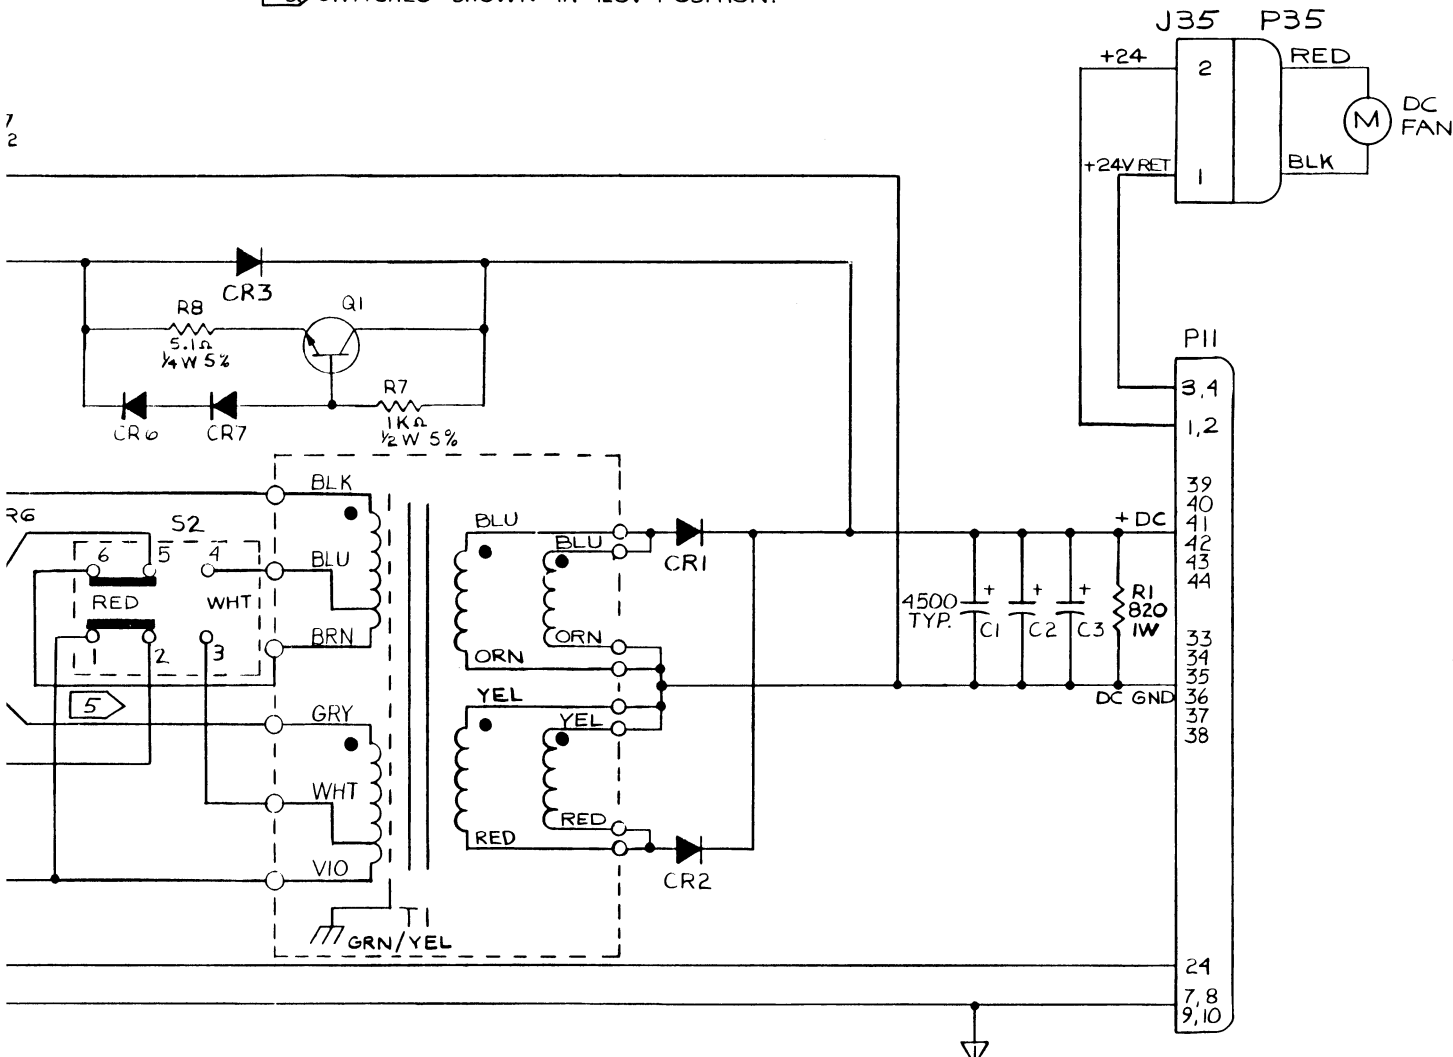 SWITCHES SHOWN IN 120V POSITION.
J35 P35
+24 2 RED
DC
M FAN
+24V RET 1 BLK
7
2
CR3
R8 Q1
5.1Ω
1/4 W 5%
R7
1KΩ
1/2 W 5%
CR6 CR7
P11
3,4
1,2
39
40
+DC 41
42
43
44
BLK
R6 S2
6 5 4
BLU
RED WHT
BRN
1 2 3
5
GRY
WHT
VIO
BLU
BLU
ORN
ORN
YEL
YEL
RED
RED
CR1
CR2
T1
GRN/YEL
4500
TYP.
+ + +
C1 C2 C3
R1
820
1W
33
34
35
DC GND 36
37
38
24
7, 8
9,10